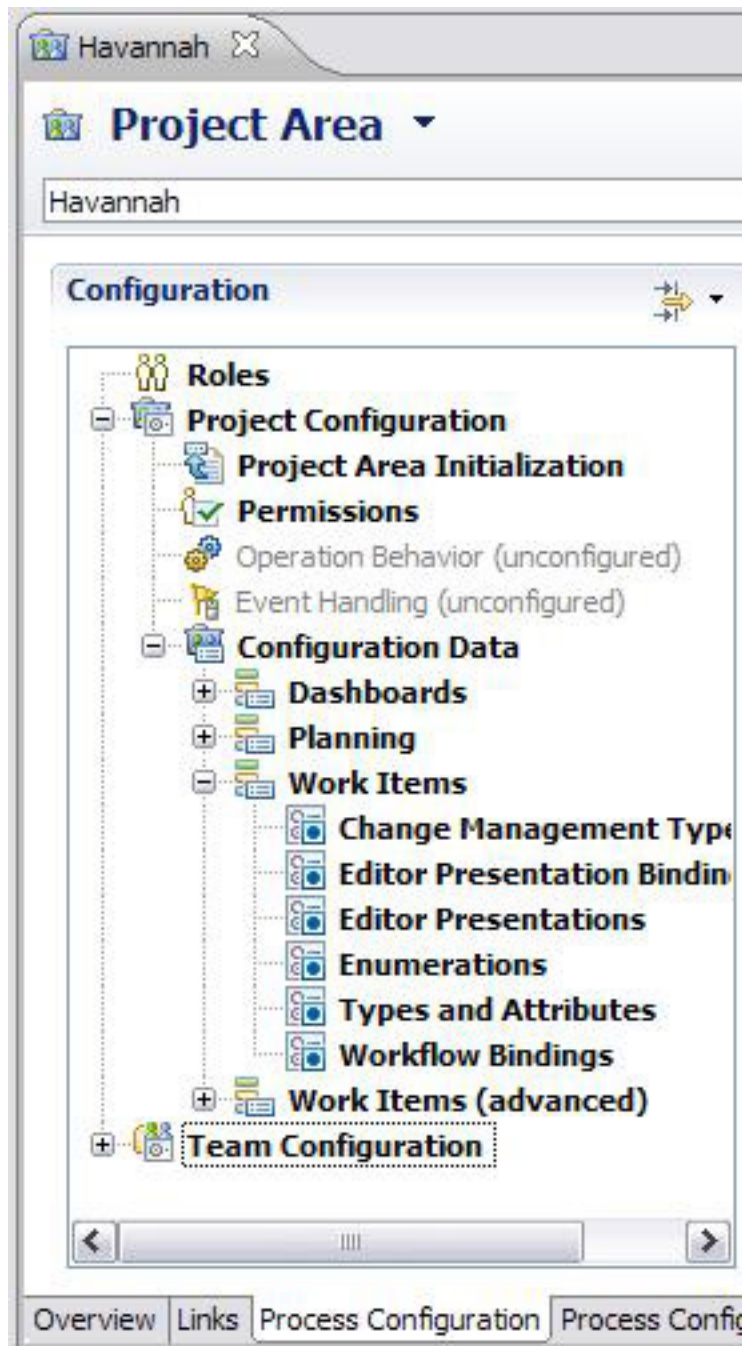 Havannah
Project Area
Havannah
Configuration
Roles
Project Configuration
Project Area Initialization
Permissions
Operation Behavior (unconfigured)
Event Handling (unconfigured)
Configuration Data
Dashboards
Planning
Work Items
Change Management Type
Editor Presentation Bindin
Editor Presentations
Enumerations
Types and Attributes
Workflow Bindings
Work Items (advanced)
Team Configuration
Overview Links Process Configuration Process Config